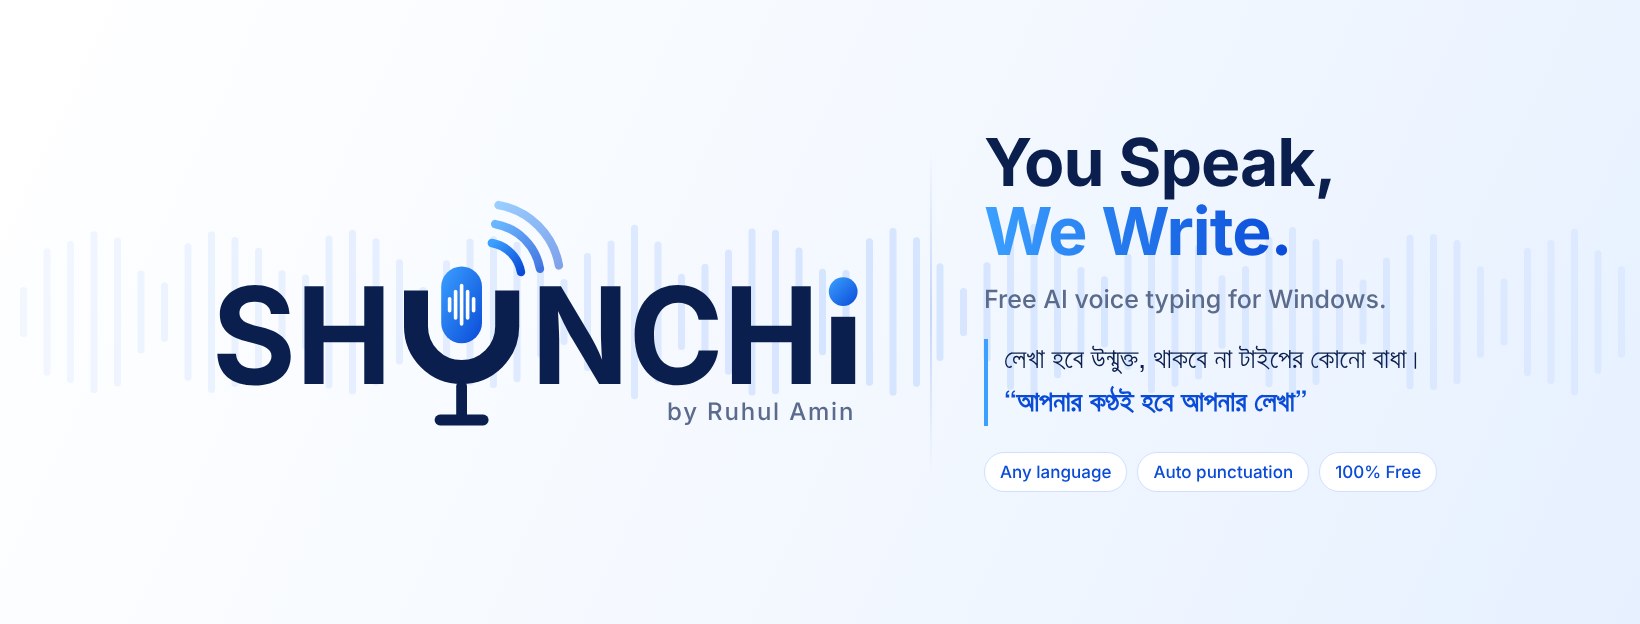 SHUNCHi
by Ruhul Amin
You Speak,
We Write.
Free AI voice typing for Windows.
লেখা হবে উন্মুক্ত, থাকবে না টাইপের কোনো বাধা।
“আপনার কণ্ঠই হবে আপনার লেখা”
Any language
Auto punctuation
100% Free